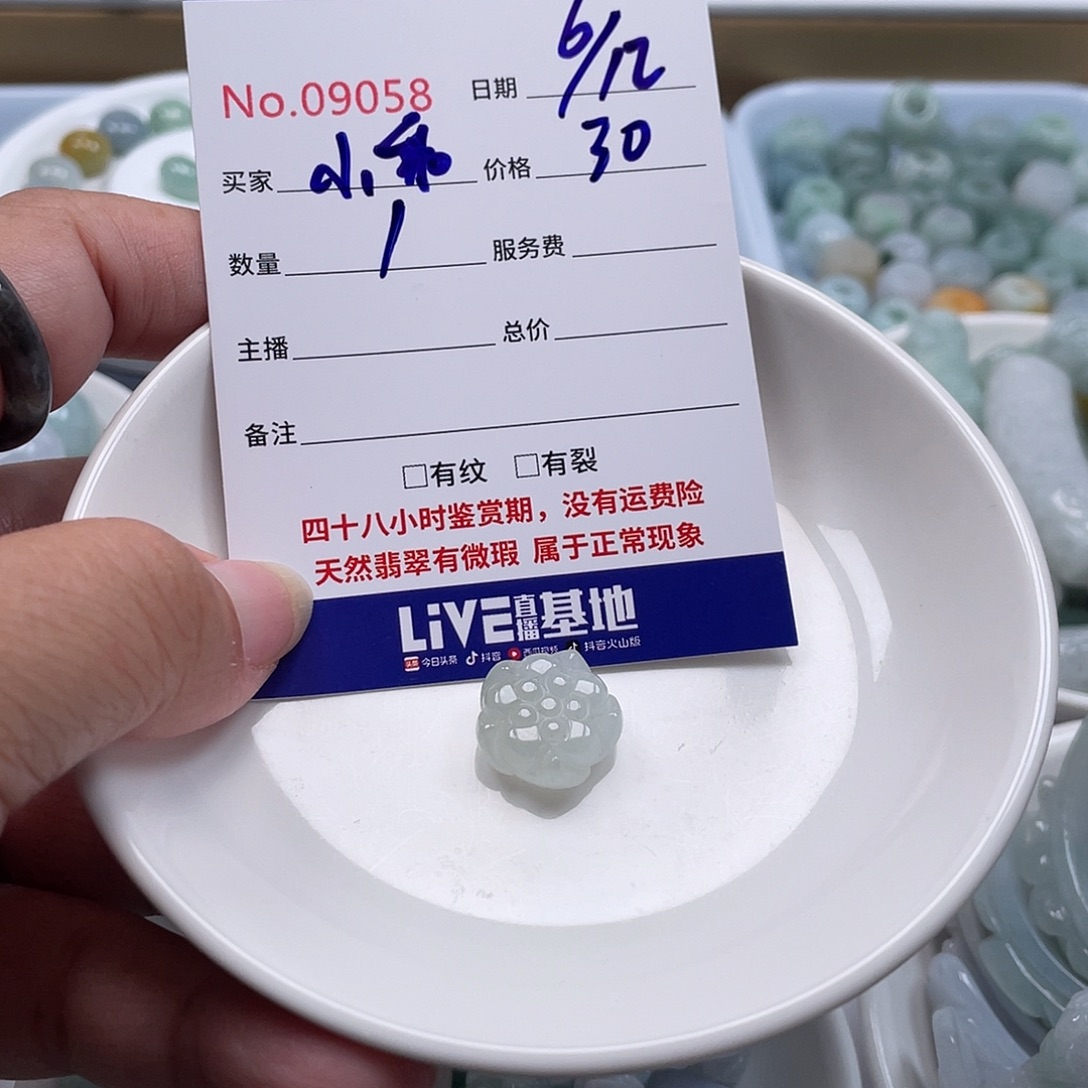 No.09058 日期 6/12
买家 小乖 价格 30
数量 1 服务费
主播 总价
备注
□有纹 □有裂
四十八小时鉴赏期，没有运费险
天然翡翠有微瑕 属于正常现象
LiVE直播基地
头条 今日头条 抖音 西瓜视频 抖音火山版